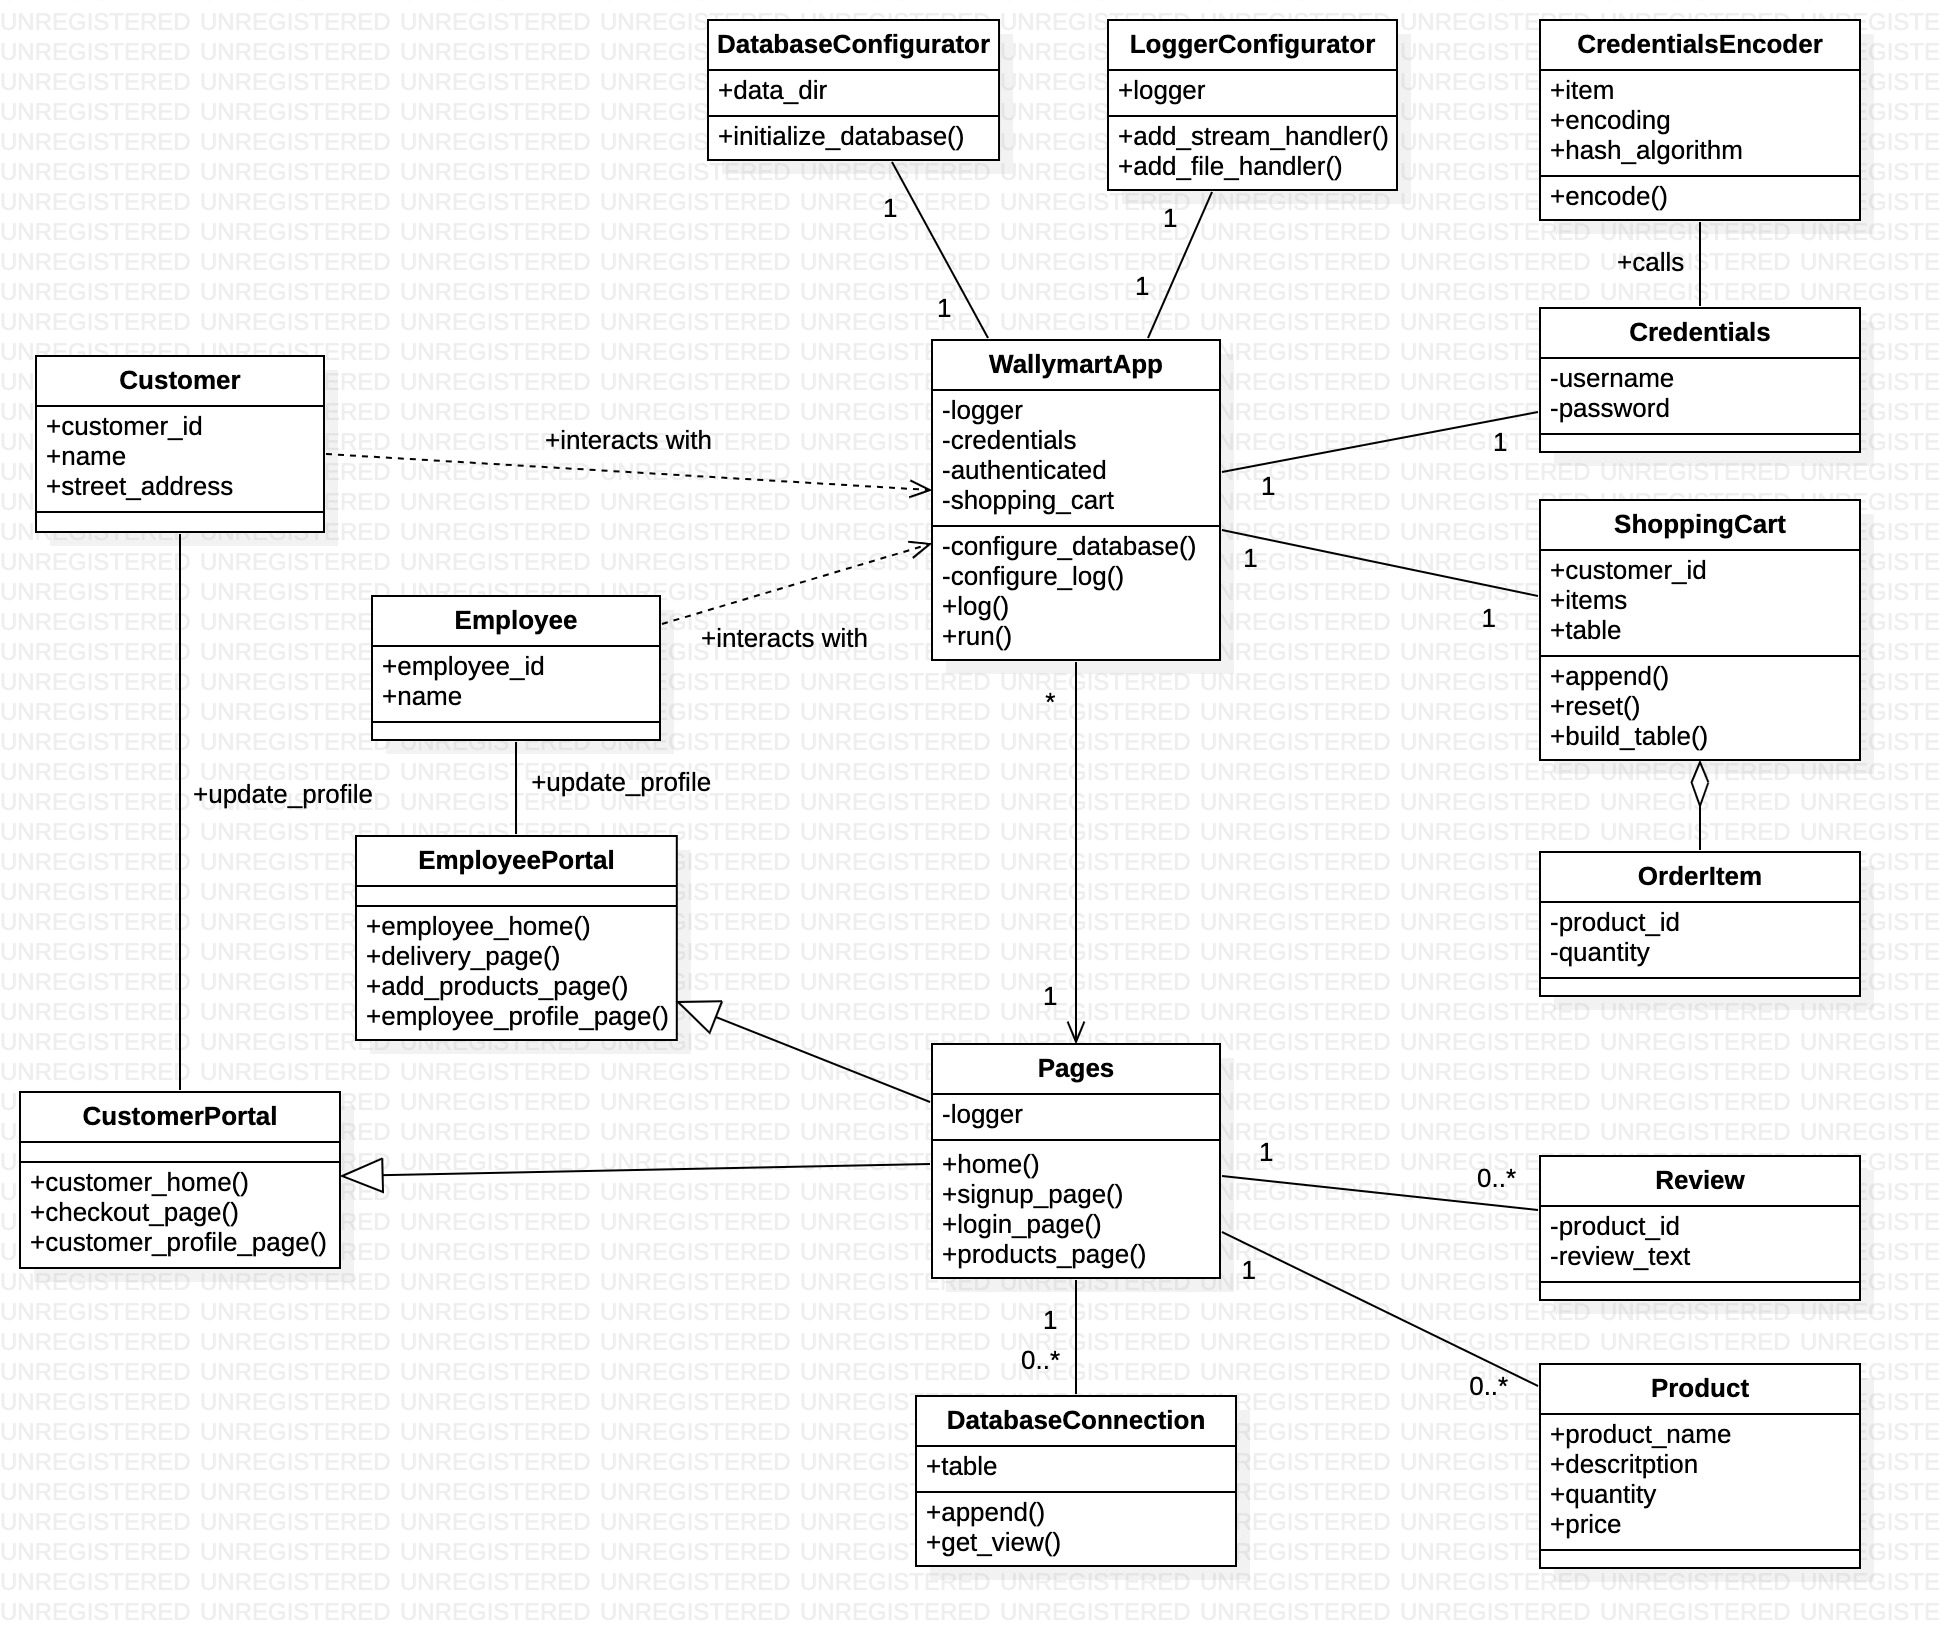 DatabaseConfigurator
+data_dir
+initialize_database()
LoggerConfigurator
+logger
+add_stream_handler()
+add_file_handler()
CredentialsEncoder
+item
+encoding
+hash_algorithm
+encode()
1
1
1
1
+calls
Customer
+customer_id
+name
+street_address
+interacts with
WallymartApp
-logger
-credentials
-authenticated
-shopping_cart
-configure_database()
-configure_log()
+log()
+run()
Credentials
-username
-password
1
1
1
1
ShoppingCart
+customer_id
+items
+table
+append()
+reset()
+build_table()
Employee
+employee_id
+name
+interacts with
*
+update_profile
+update_profile
EmployeePortal
+employee_home()
+delivery_page()
+add_products_page()
+employee_profile_page()
OrderItem
-product_id
-quantity
1
CustomerPortal
+customer_home()
+checkout_page()
+customer_profile_page()
Pages
-logger
+home()
+signup_page()
+login_page()
+products_page()
1
0..*
Review
-product_id
-review_text
1
0..*
1
0..*
DatabaseConnection
+table
+append()
+get_view()
Product
+product_name
+descritption
+quantity
+price
UNREGISTERED